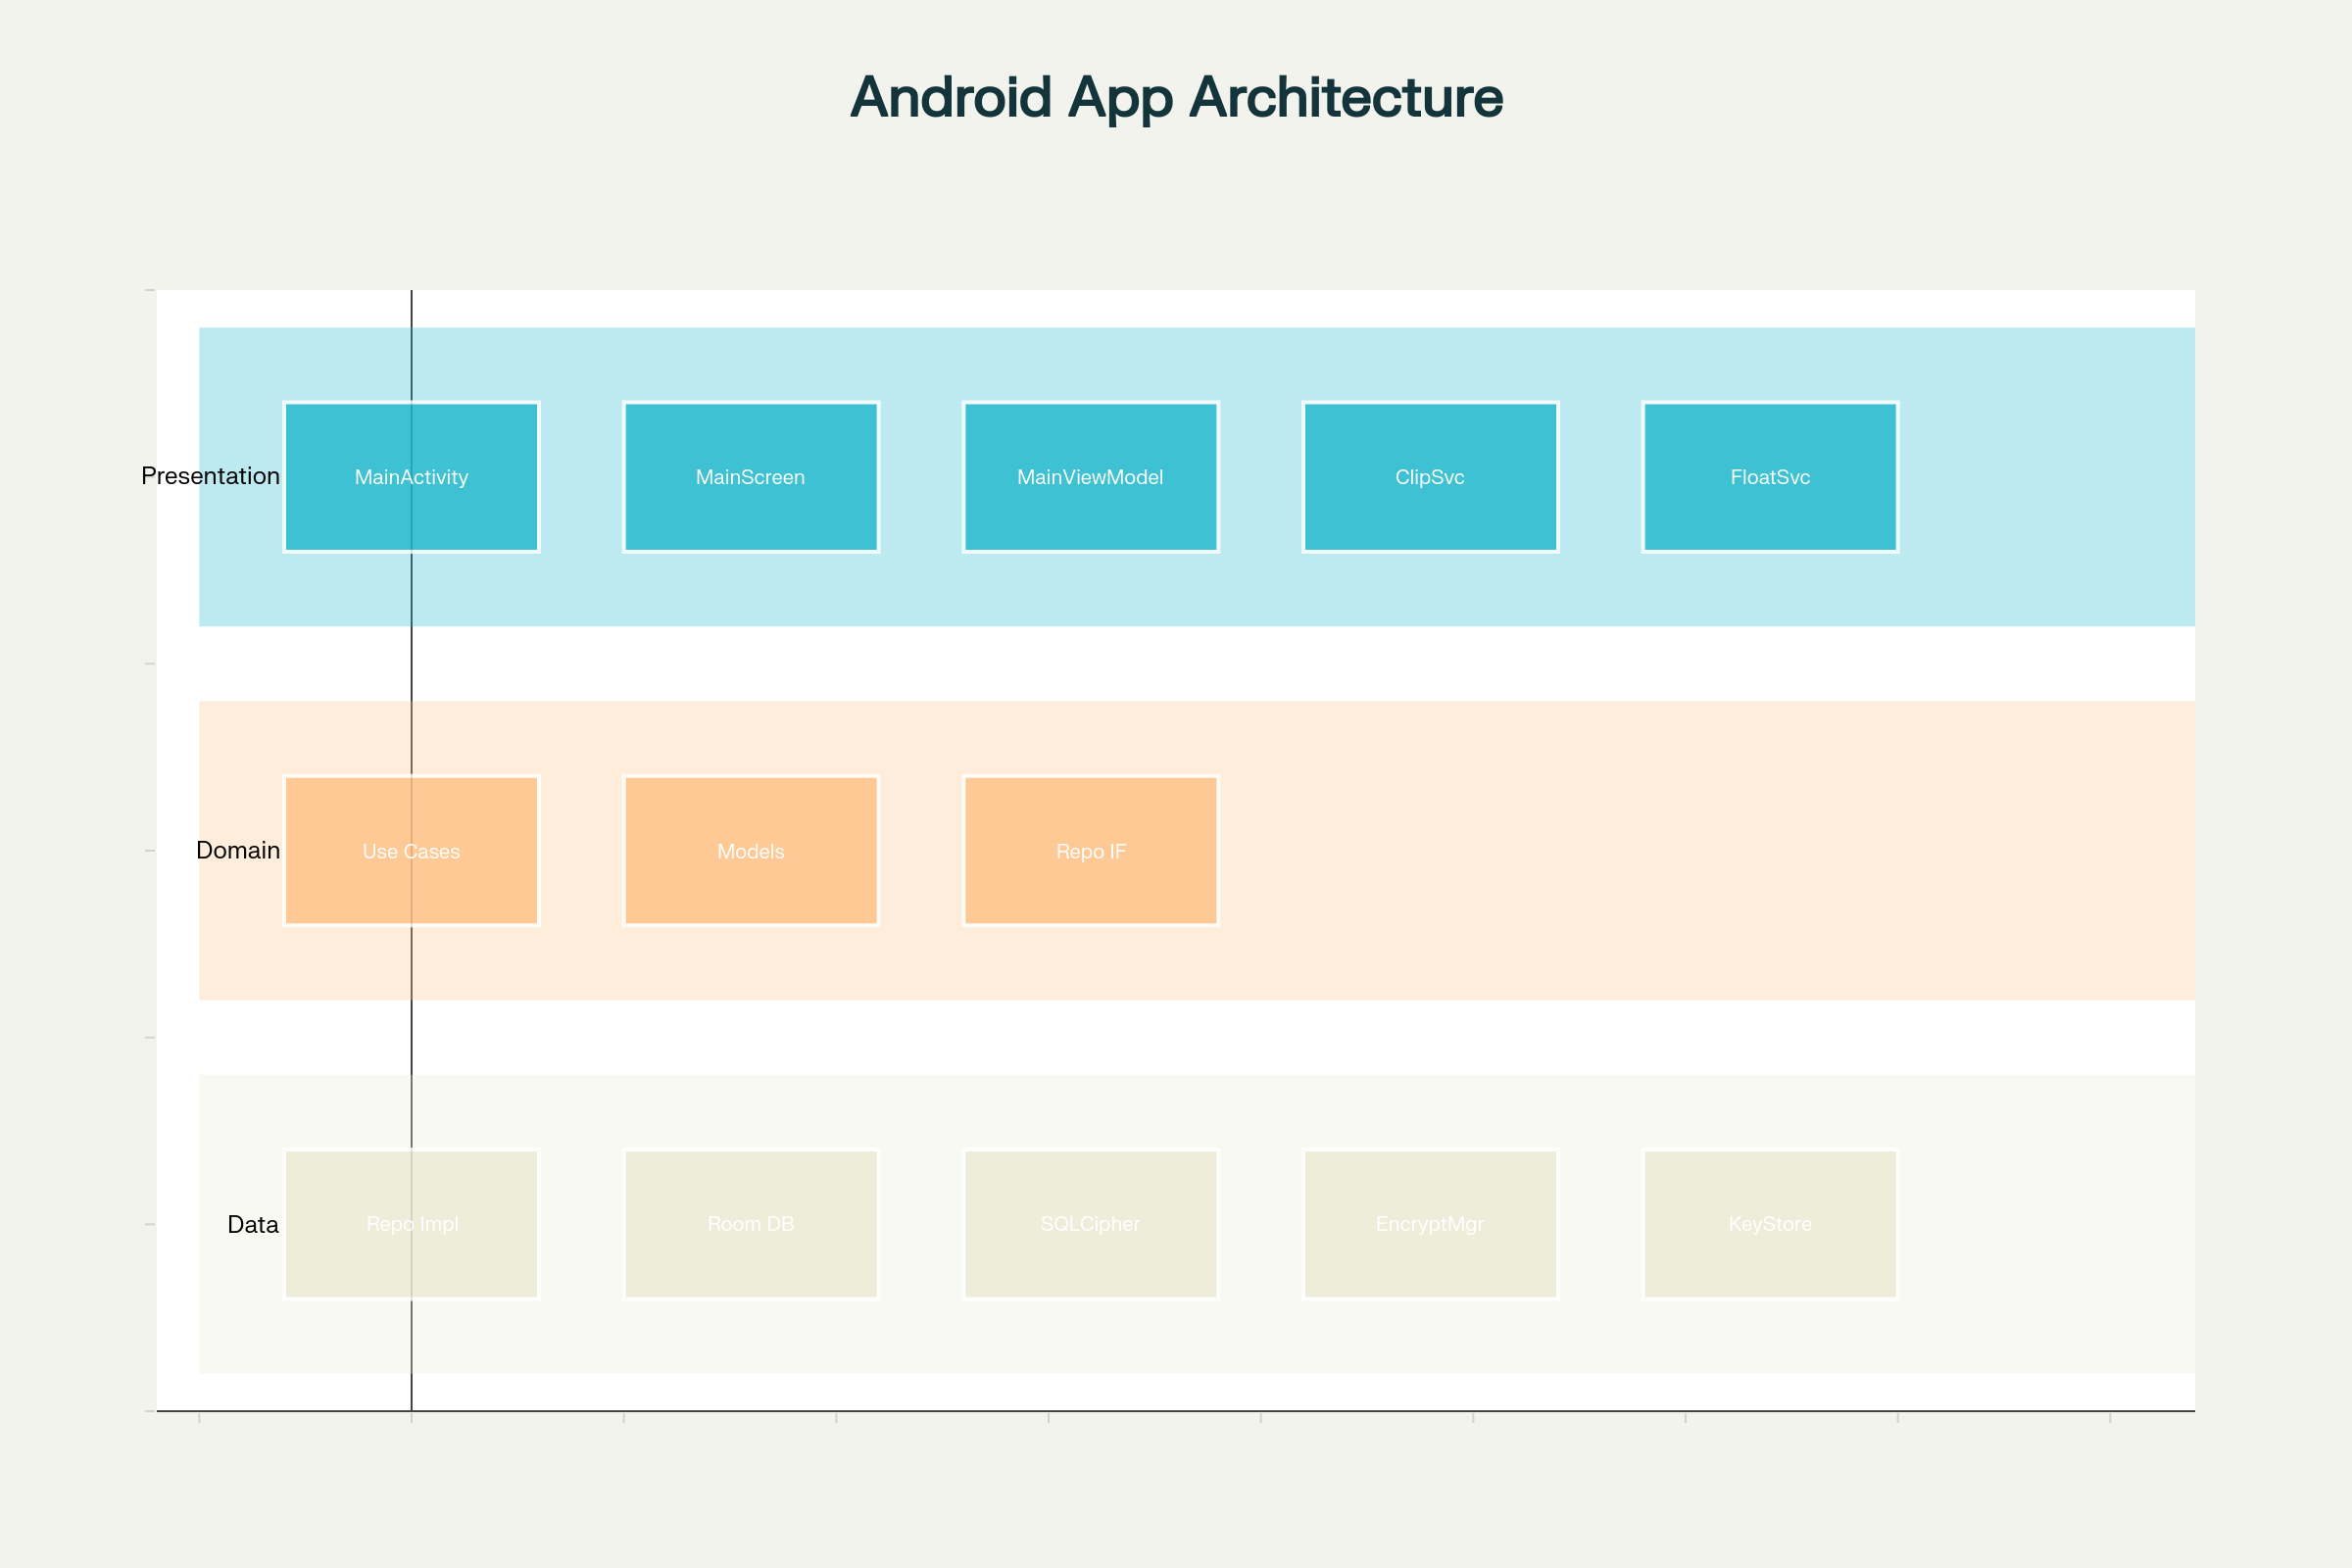 Android App Architecture
Presentation
MainActivity
MainScreen
MainViewModel
ClipSvc
FloatSvc
Domain
Use Cases
Models
Repo IF
Data
Repo Impl
Room DB
SQLCipher
EncryptMgr
KeyStore